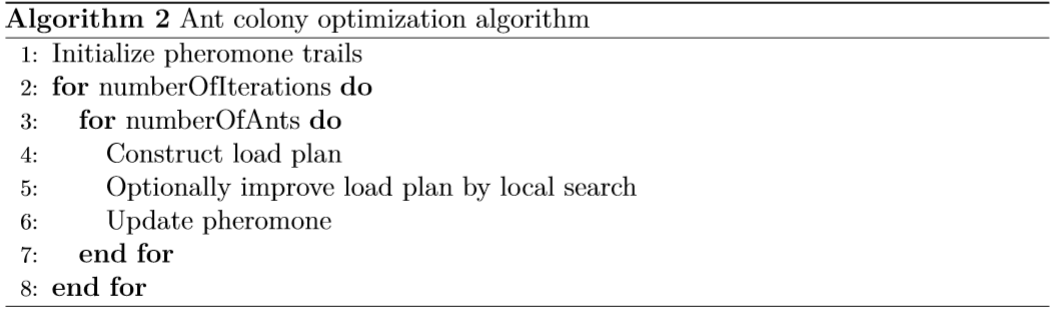 Algorithm 2 Ant colony optimization algorithm
1: Initialize pheromone trails
2: for numberOfIterations do
3: for numberOfAnts do
4: Construct load plan
5: Optionally improve load plan by local search
6: Update pheromone
7: end for
8: end for